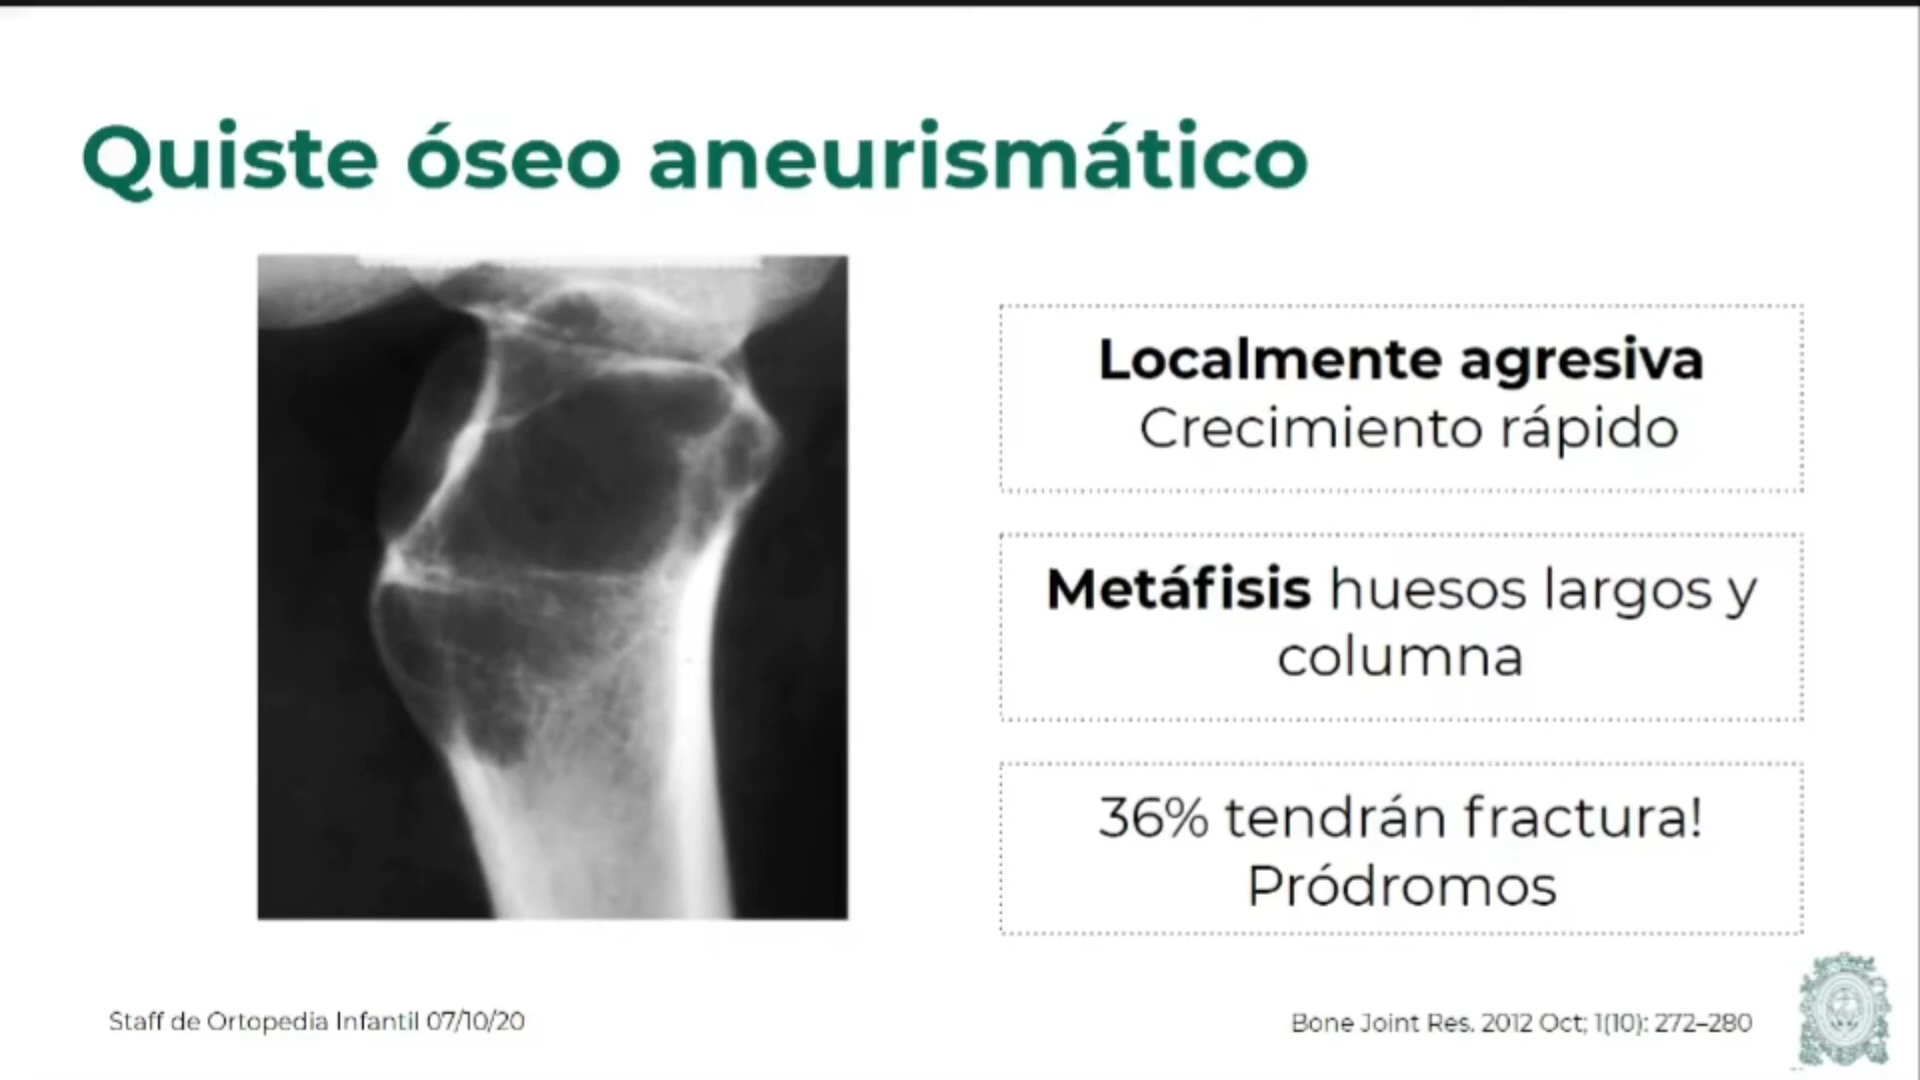 Quiste óseo aneurismático
Localmente agresiva
Crecimiento rápido
Metáfisis huesos largos y
columna
36% tendrán fractura!
Pródromos
Staff de Ortopedia Infantil 07/10/20
Bone Joint Res. 2012 Oct; 1(10): 272–280